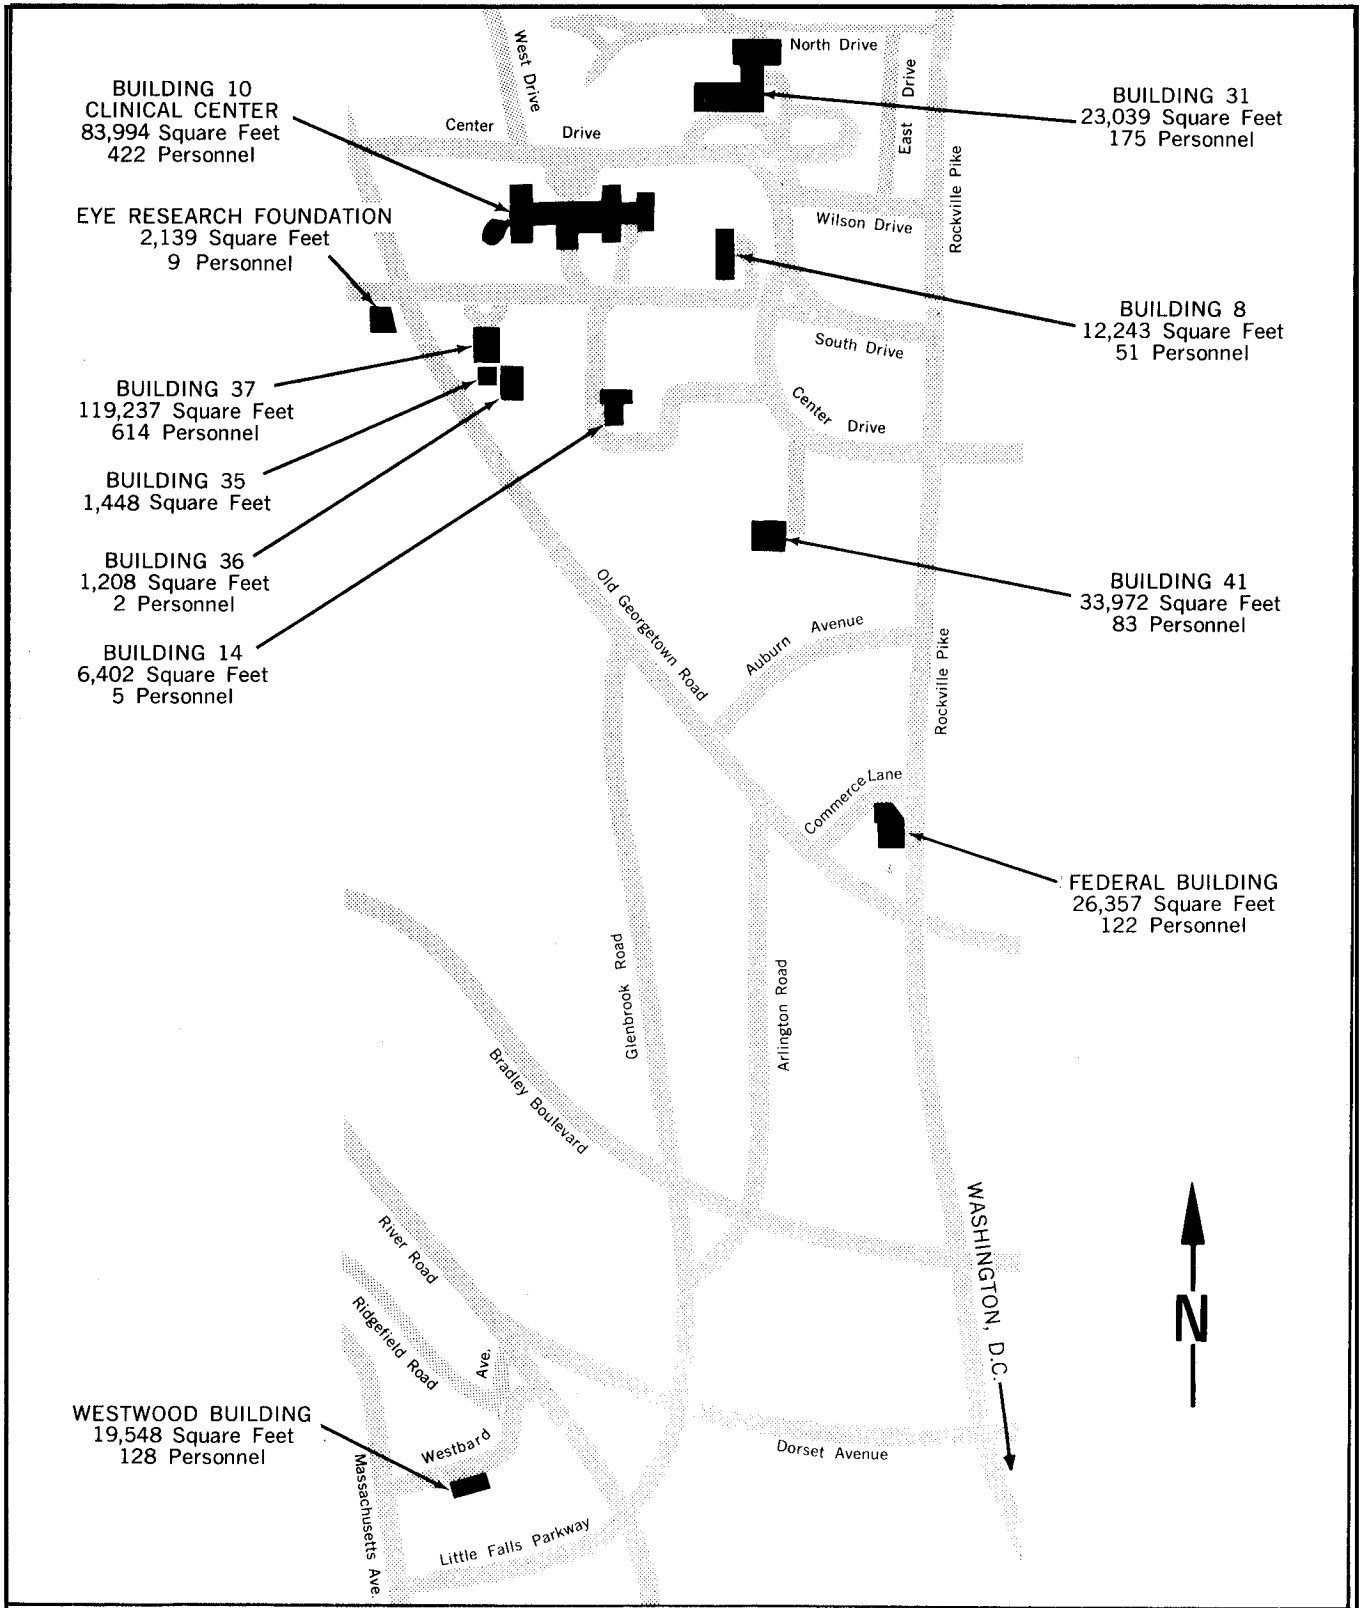 West Drive
North Drive
BUILDING 10
CLINICAL CENTER
83,994 Square Feet
422 Personnel
Center Drive
East Drive
BUILDING 31
23,039 Square Feet
175 Personnel
Rockville Pike
EYE RESEARCH FOUNDATION
2,139 Square Feet
9 Personnel
Wilson Drive
BUILDING 8
12,243 Square Feet
51 Personnel
South Drive
BUILDING 37
119,237 Square Feet
614 Personnel
Center Drive
BUILDING 35
1,448 Square Feet
BUILDING 36
1,208 Square Feet
2 Personnel
BUILDING 41
33,972 Square Feet
83 Personnel
Old Georgetown Road
Auburn Avenue
Rockville Pike
BUILDING 14
6,402 Square Feet
5 Personnel
Commerce Lane
FEDERAL BUILDING
26,357 Square Feet
122 Personnel
Glenbrook Road
Arlington Road
Bradley Boulevard
River Road
WASHINGTON, D.C.
N
Ridgefield Road
Ave.
WESTWOOD BUILDING
19,548 Square Feet
128 Personnel
Westbard
Dorset Avenue
Massachusetts Ave.
Little Falls Parkway